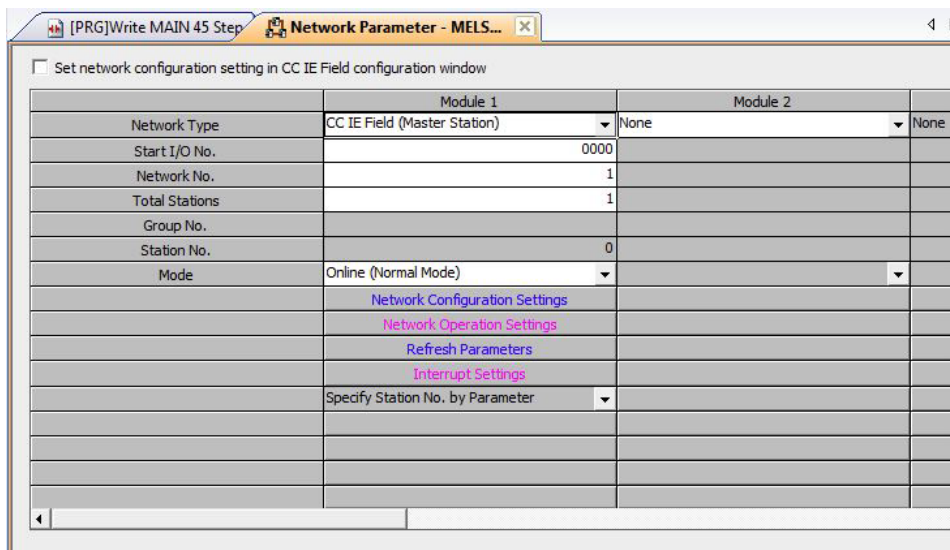 [PRG]Write MAIN 45 Step
Network Parameter - MELS...
Set network configuration setting in CC IE Field configuration window
Module 1 Module 2
Network Type CC IE Field (Master Station) None None
Start I/O No. 0000
Network No. 1
Total Stations 1
Group No.
Station No. 0
Mode Online (Normal Mode)
Network Configuration Settings
Network Operation Settings
Refresh Parameters
Interrupt Settings
Specify Station No. by Parameter